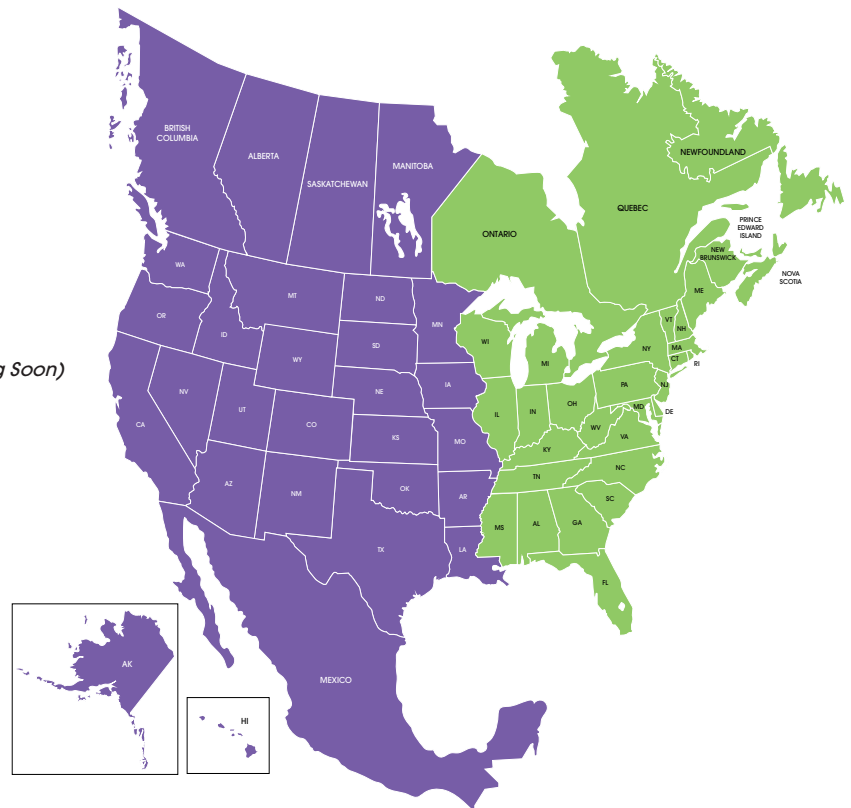 BRITISH
COLUMBIA
ALBERTA
SASKATCHEWAN
MANITOBA
ONTARIO
QUEBEC
NEWFOUNDLAND
PRINCE
EDWARD
ISLAND
NEW
BRUNSWICK
NOVA
SCOTIA
WA
OR
ID
MT
ND
MN
WI
MI
NY
VT
NH
ME
MA
CT
RI
g Soon)
CA
NV
UT
WY
SD
NE
IA
IL
IN
OH
PA
NJ
MD
DE
CO
KS
MO
KY
WV
VA
AZ
NM
OK
AR
TN
NC
SC
TX
LA
MS
AL
GA
FL
MEXICO
AK
HI